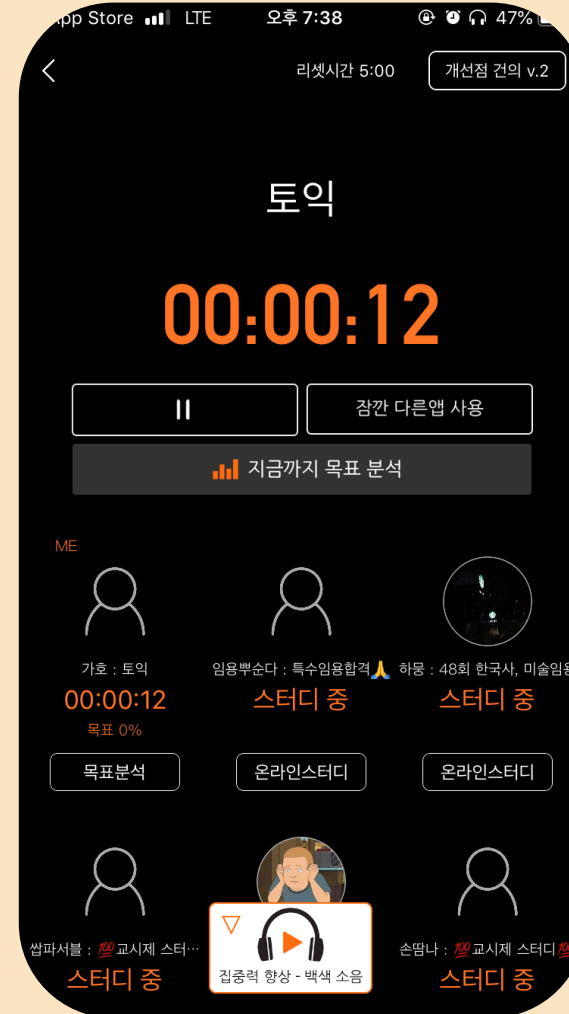 App Store LTE 오후 7:38 47%
리셋시간 5:00 개선점 건의 v.2
토익
00:00:12
잠깐 다른앱 사용
지금까지 목표 분석
ME
가호 : 토익 임용뿌순다 : 특수임용합격🙏 하뭉 : 48회 한국사, 미술임용
00:00:12 스터디 중 스터디 중
목표 0%
목표분석 온라인스터디 온라인스터디
쌉파서블 : 💯교시제 스터… 손땀나 : 💯교시제 스터디💯
집중력 향상 - 백색 소음
스터디 중 스터디 중